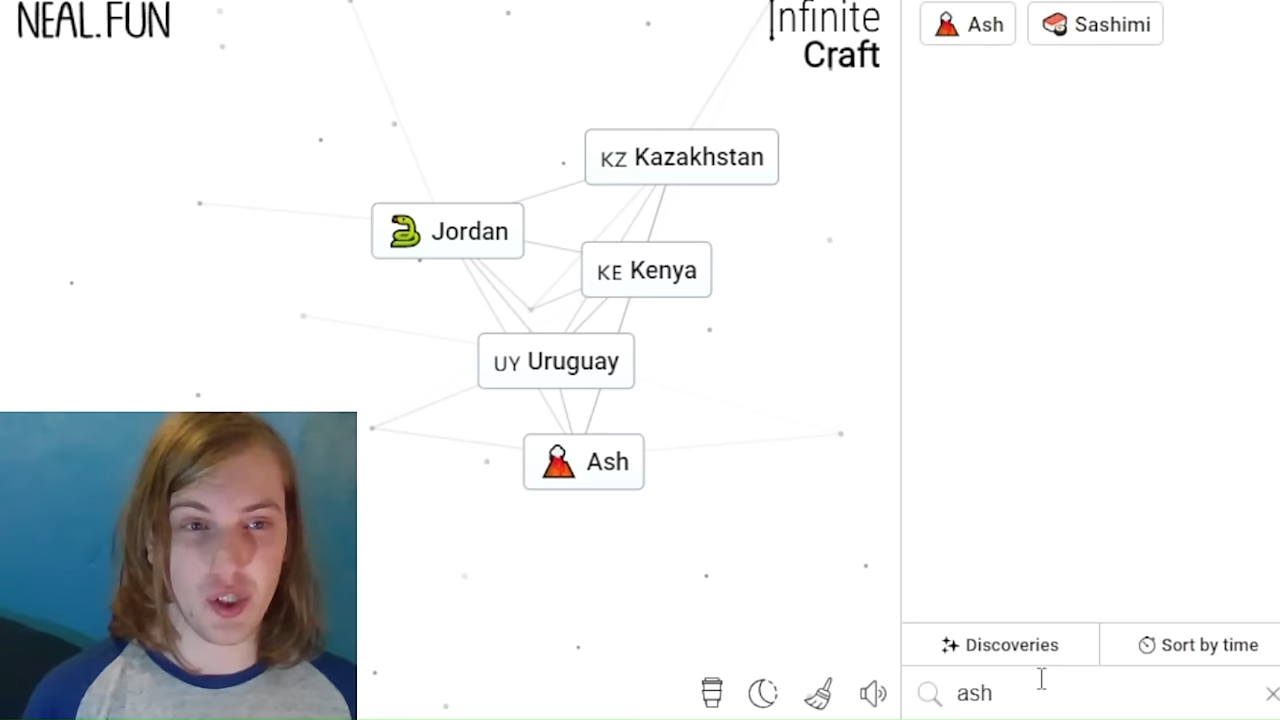 NEAL.FUN
Infinite
Craft
Ash
Sashimi
KZ Kazakhstan
Jordan
KE Kenya
UY Uruguay
Ash
Discoveries
Sort by time
ash